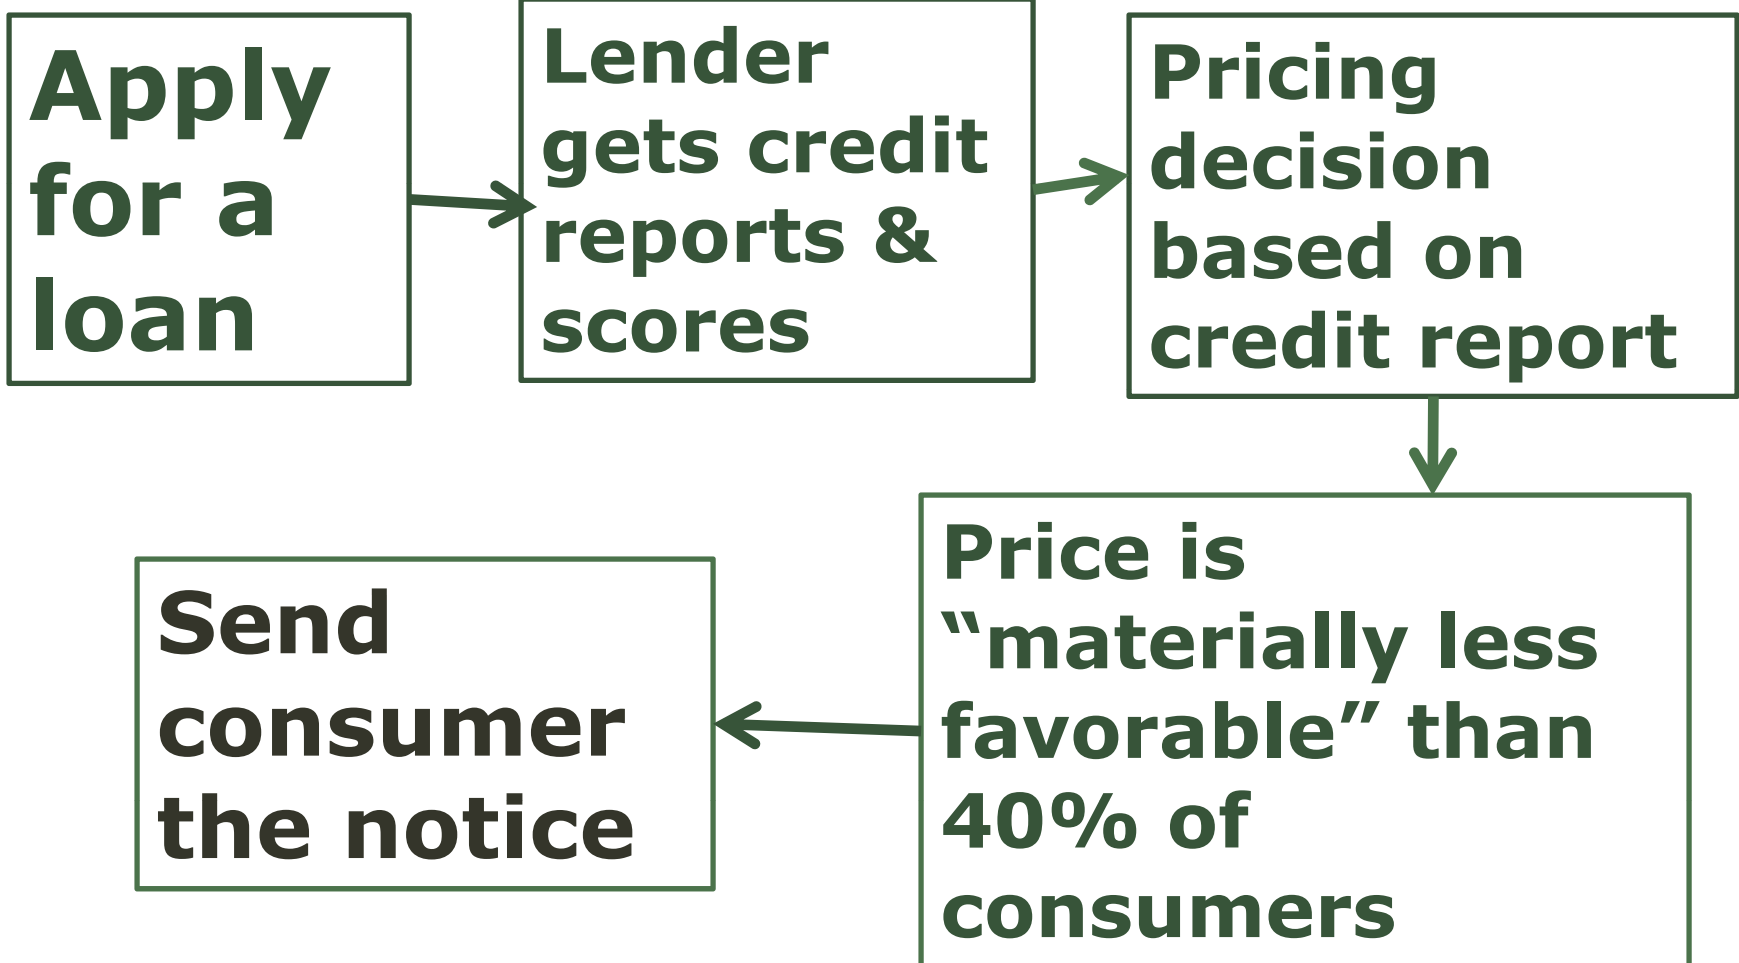 Apply
for a
loan
Lender
gets credit
reports &
scores
Pricing
decision
based on
credit report
Price is
“materially less
favorable” than
40% of
consumers
Send
consumer
the notice